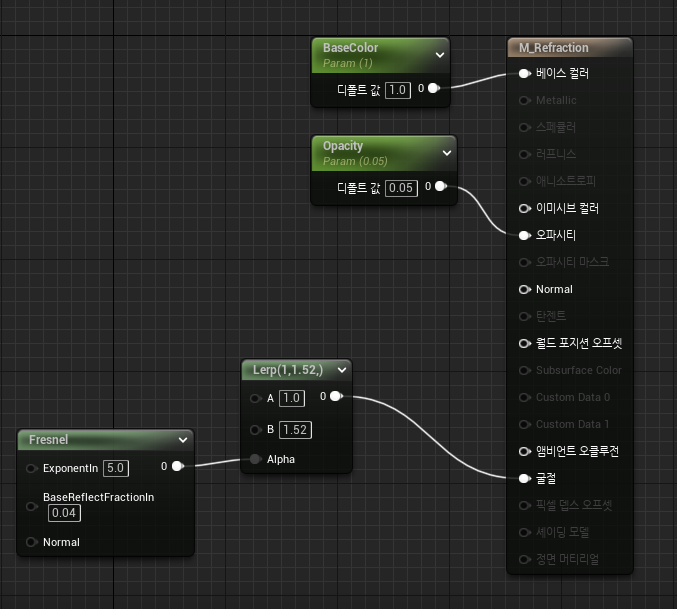 BaseColor
Param (1)
디폴트 값 1.0 0
Opacity
Param (0.05)
디폴트 값 0.05 0
M_Refraction
베이스 컬러
Metallic
스페큘러
러프니스
애니소트로피
이미시브 컬러
오파시티
오파시티 마스크
Normal
탄젠트
월드 포지션 오프셋
Subsurface Color
Custom Data 0
Custom Data 1
앰비언트 오클루전
굴절
픽셀 뎁스 오프셋
셰이딩 모델
정면 머티리얼
Lerp(1,1.52,)
A 1.0 0
B 1.52
Alpha
Fresnel
ExponentIn 5.0 0
BaseReflectFractionIn
0.04
Normal